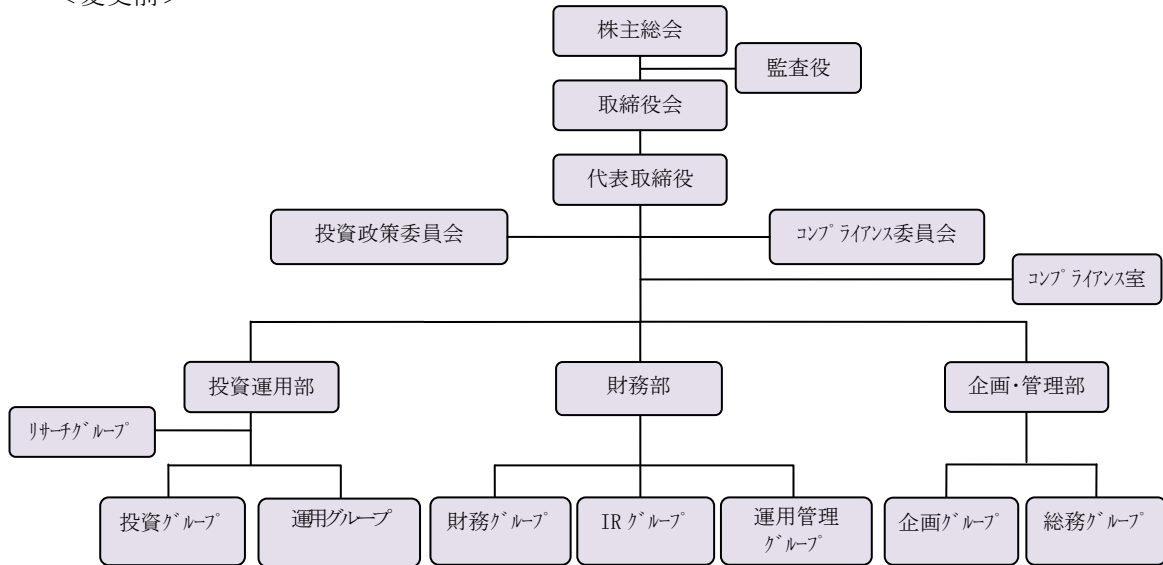 <変更前>
株主総会
監査役
取締役会
代表取締役
投資政策委員会
コンプライアンス委員会
コンプライアンス室
投資運用部
財務部
企画・管理部
リサーチグループ
投資グループ
運用グループ
財務グループ
IRグループ
運用管理
グループ
企画グループ
総務グループ